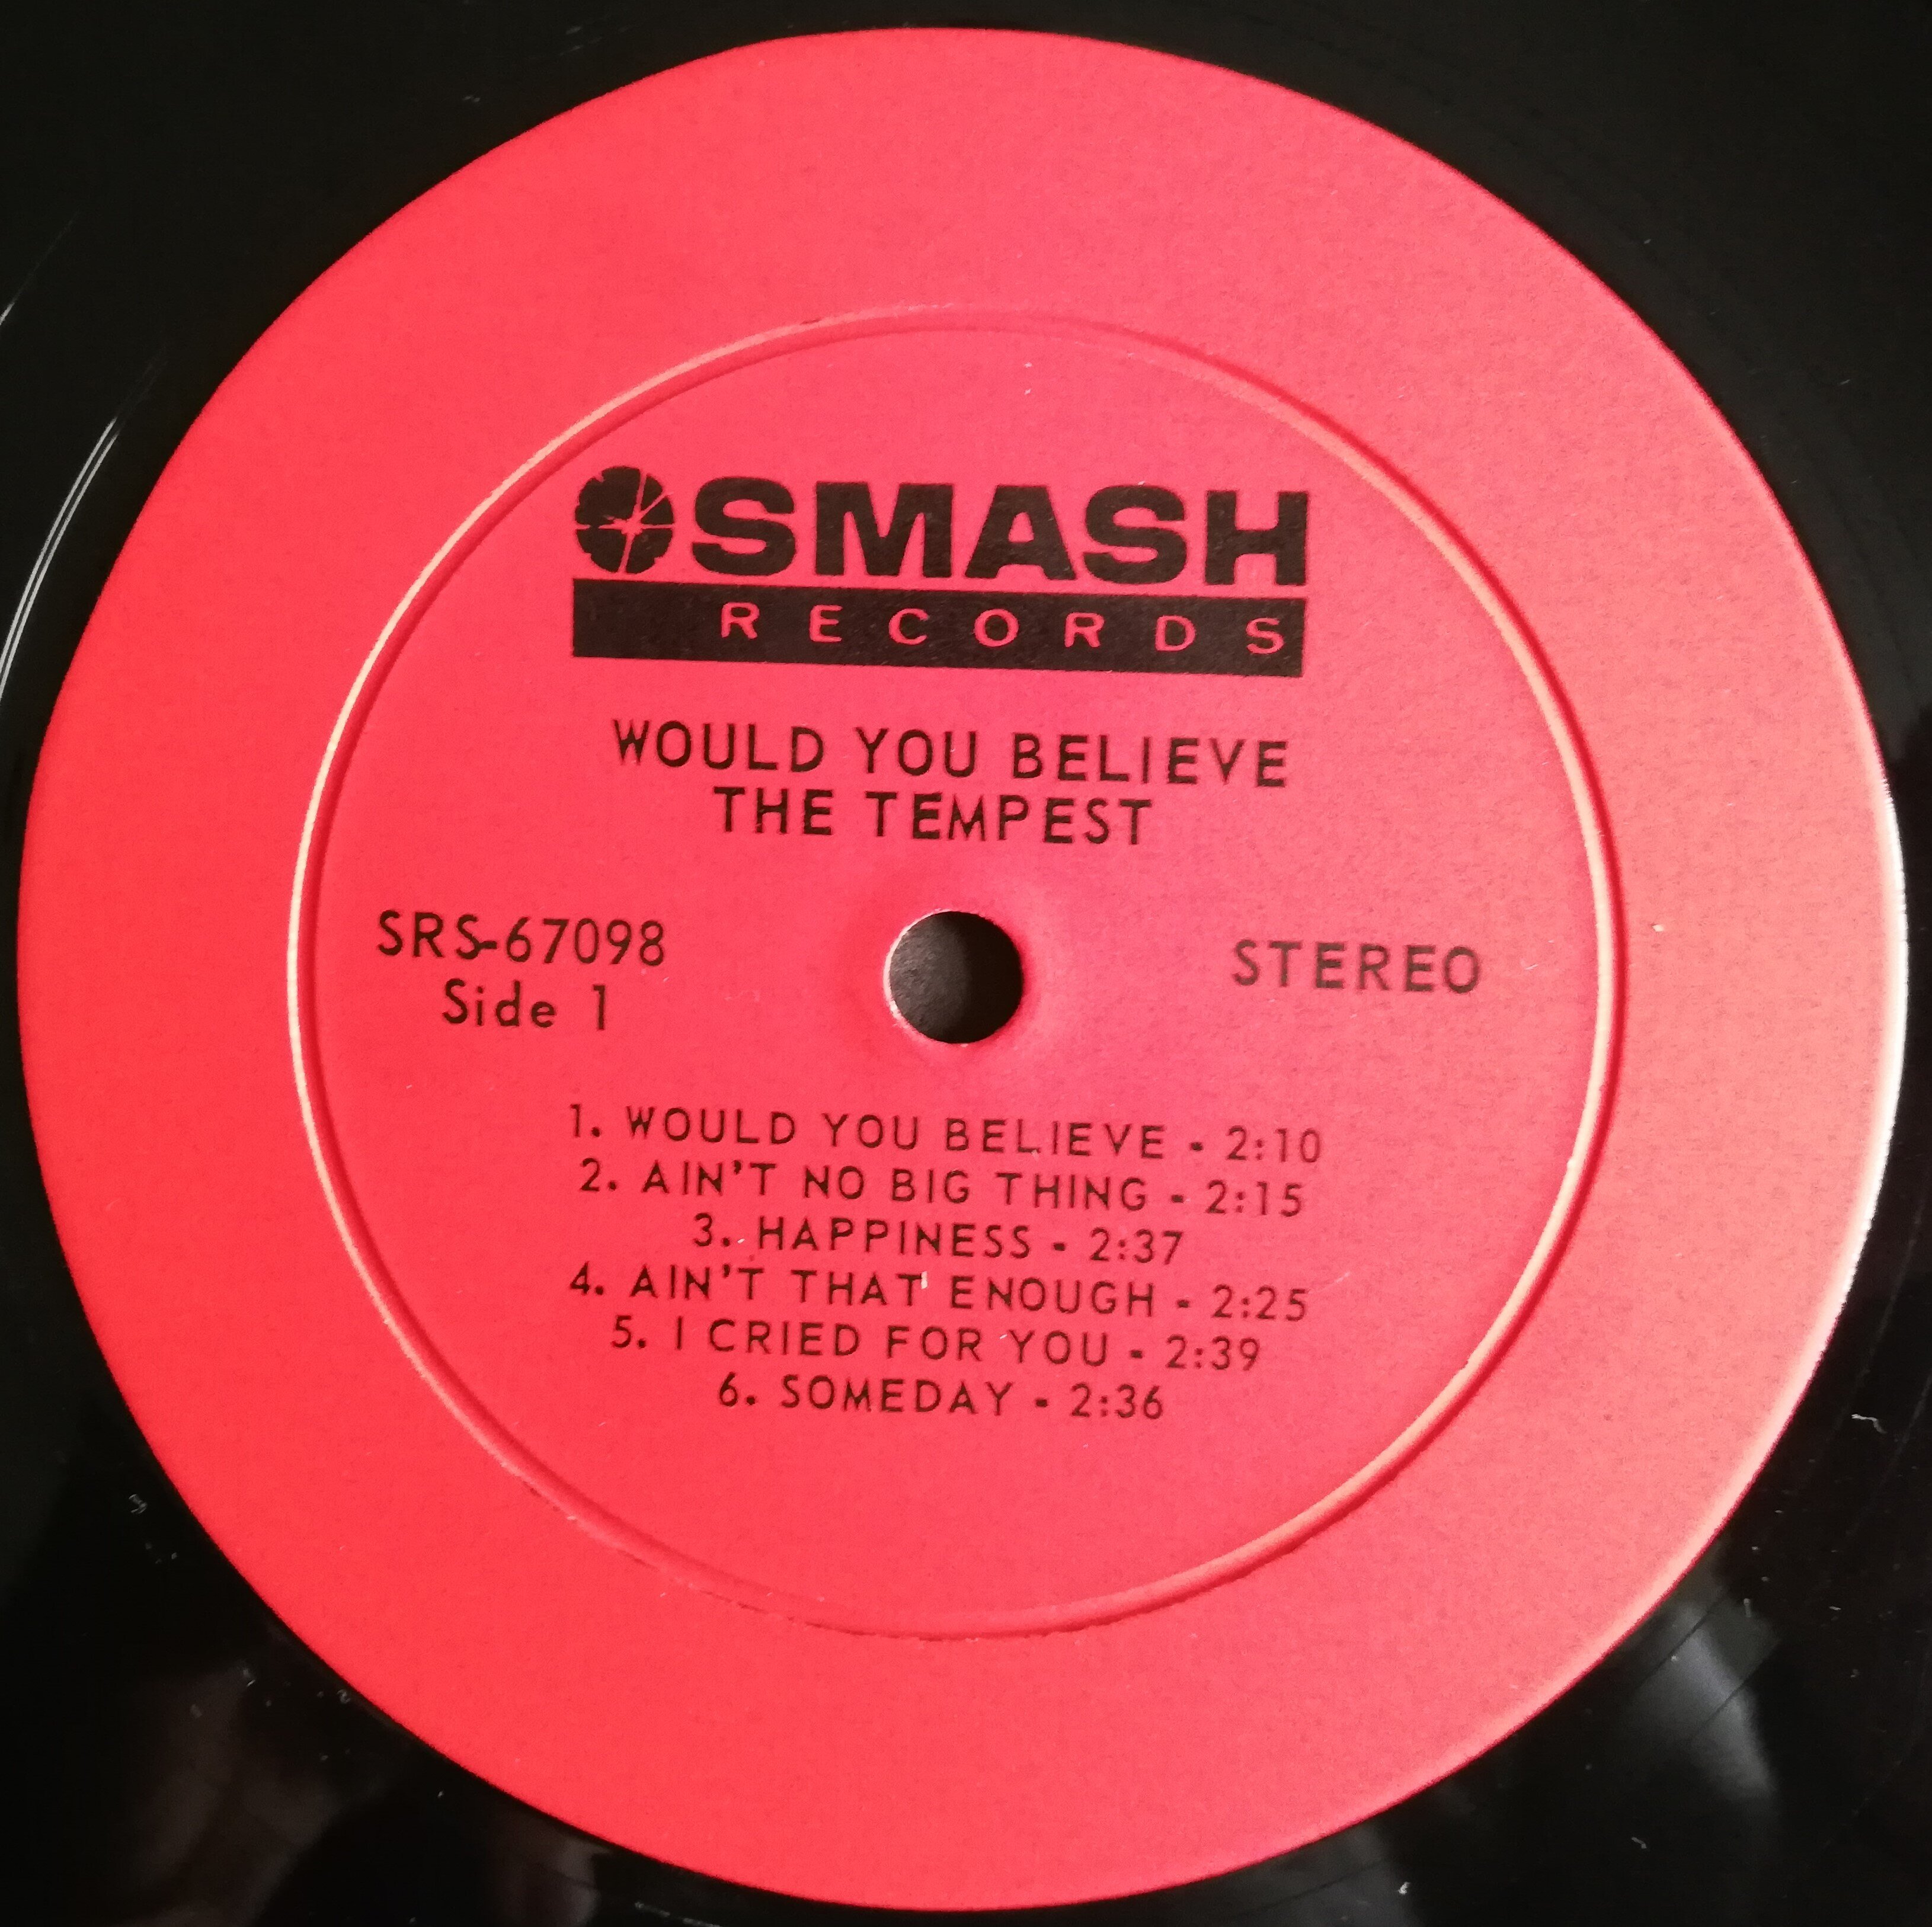 SMASH
RECORDS
WOULD YOU BELIEVE
THE TEMPEST
SRS-67098
Side 1
STEREO
1. WOULD YOU BELIEVE - 2:10
2. AIN'T NO BIG THING - 2:15
3. HAPPINESS - 2:37
4. AIN'T THAT ENOUGH - 2:25
5. I CRIED FOR YOU - 2:39
6. SOMEDAY - 2:36